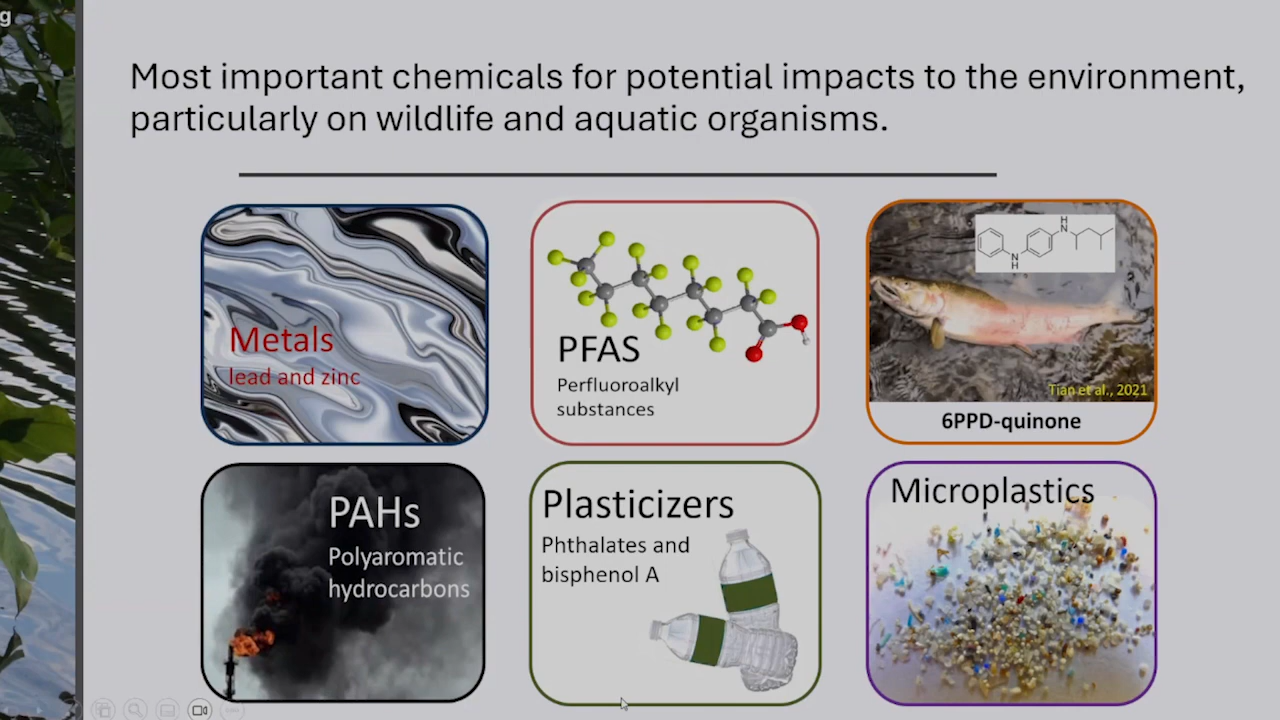 g
Most important chemicals for potential impacts to the environment,
particularly on wildlife and aquatic organisms.
Metals
lead and zinc
PFAS
Perfluoroalkyl
substances
H
N
N
H
Tian et al., 2021
6PPD-quinone
PAHs
Polyaromatic
hydrocarbons
Plasticizers
Phthalates and
bisphenol A
Microplastics